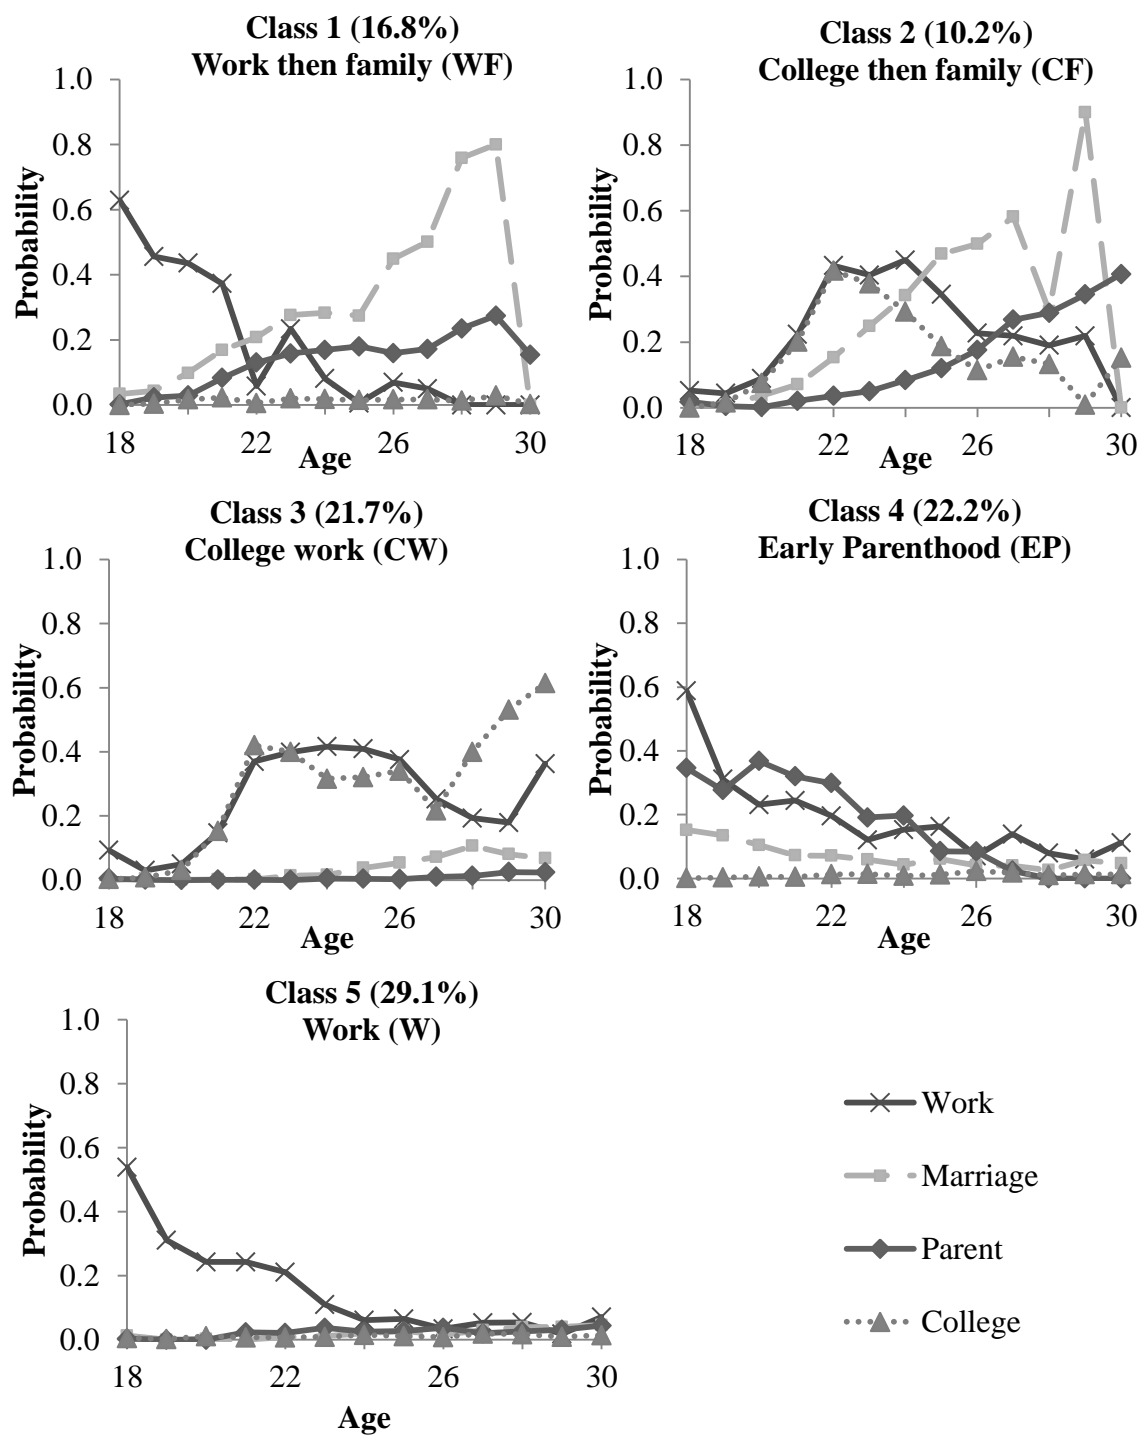 Class 1 (16.8%)
Work then family (WF)
1.0
0.8
0.6
0.4
0.2
0.0
Probability
18
22
26
30
Age
Class 2 (10.2%)
College then family (CF)
1.0
0.8
0.6
0.4
0.2
0.0
Probability
18
22
26
30
Age
Class 3 (21.7%)
College work (CW)
1.0
0.8
0.6
0.4
0.2
0.0
Probability
18
22
26
30
Age
Class 4 (22.2%)
Early Parenthood (EP)
1.0
0.8
0.6
0.4
0.2
0.0
Probability
18
22
26
30
Age
Class 5 (29.1%)
Work (W)
1.0
0.8
0.6
0.4
0.2
0.0
Probability
18
22
26
30
Age
Work
Marriage
Parent
College